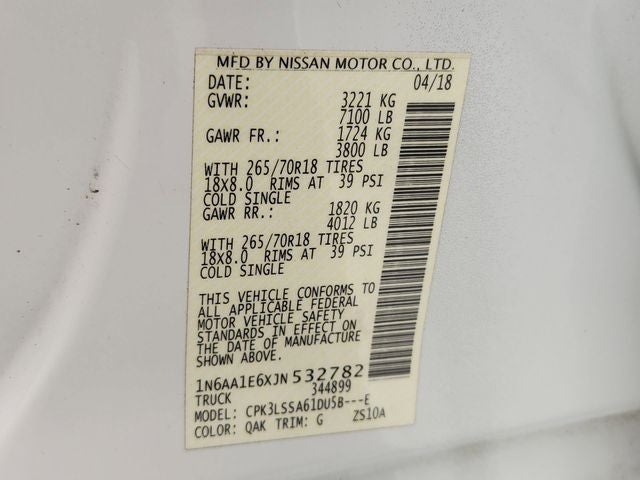 MFD BY NISSAN MOTOR CO., LTD.
DATE: 04/18
GVWR: 3221 KG
7100 LB
GAWR FR.: 1724 KG
3800 LB
WITH 265/70R18 TIRES
18X8.0 RIMS AT 39 PSI
COLD SINGLE
GAWR RR.: 1820 KG
4012 LB
WITH 265/70R18 TIRES
18X8.0 RIMS AT 39 PSI
COLD SINGLE
THIS VEHICLE CONFORMS TO
ALL APPLICABLE FEDERAL
MOTOR VEHICLE SAFETY
STANDARDS IN EFFECT ON
THE DATE OF MANUFACTURE
SHOWN ABOVE.
1N6AA1E6XJN532782
TRUCK 344899
MODEL: CPK3LSSA61DU5B---E
COLOR: QAK TRIM: G ZS10A